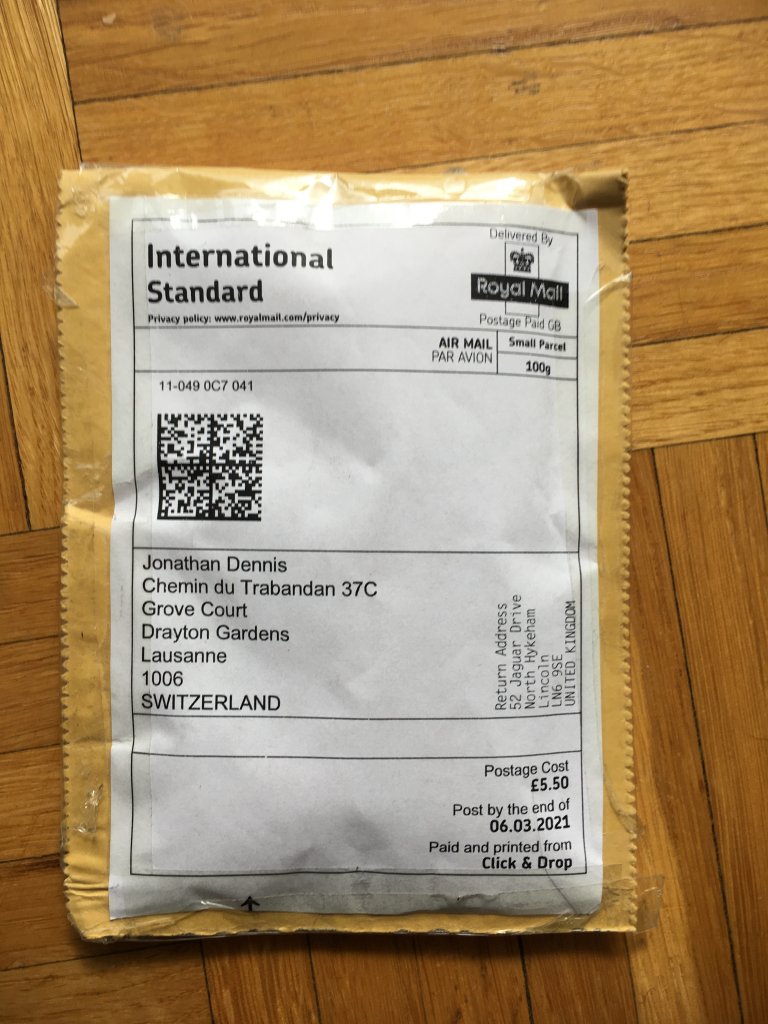 International
Standard
Privacy policy: www.royalmail.com/privacy
Delivered By
Royal Mail
Postage Paid GB
AIR MAIL
PAR AVION
Small Parcel
100g
11-049 0C7 041
Jonathan Dennis
Chemin du Trabandan 37C
Grove Court
Drayton Gardens
Lausanne
1006
SWITZERLAND
Return Address
52 Jaguar Drive
North Hykeham
Lincoln
LN6 9SE
UNITED KINGDOM
Postage Cost
£5.50
Post by the end of
06.03.2021
Paid and printed from
Click & Drop